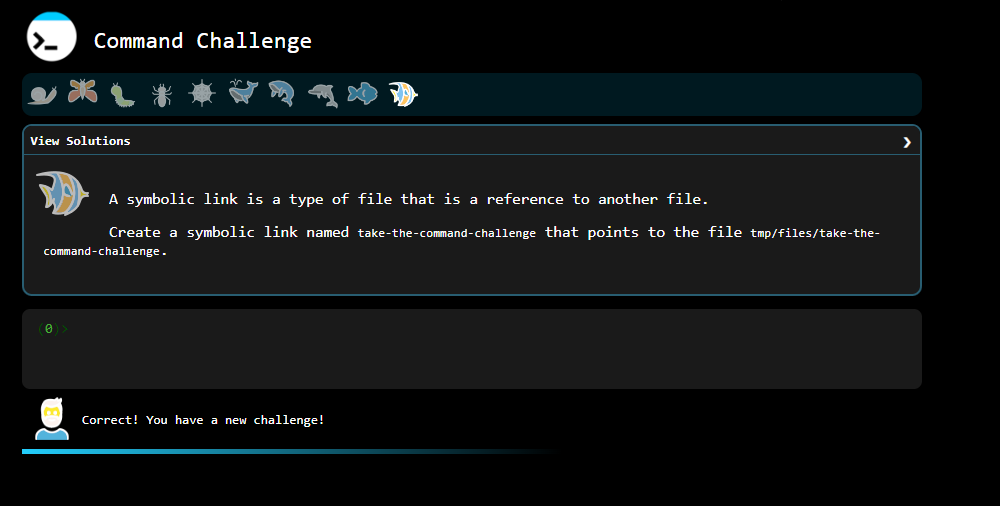 Command Challenge
View Solutions
A symbolic link is a type of file that is a reference to another file.
Create a symbolic link named take-the-command-challenge that points to the file tmp/files/take-the-
command-challenge.
(0)>
Correct! You have a new challenge!